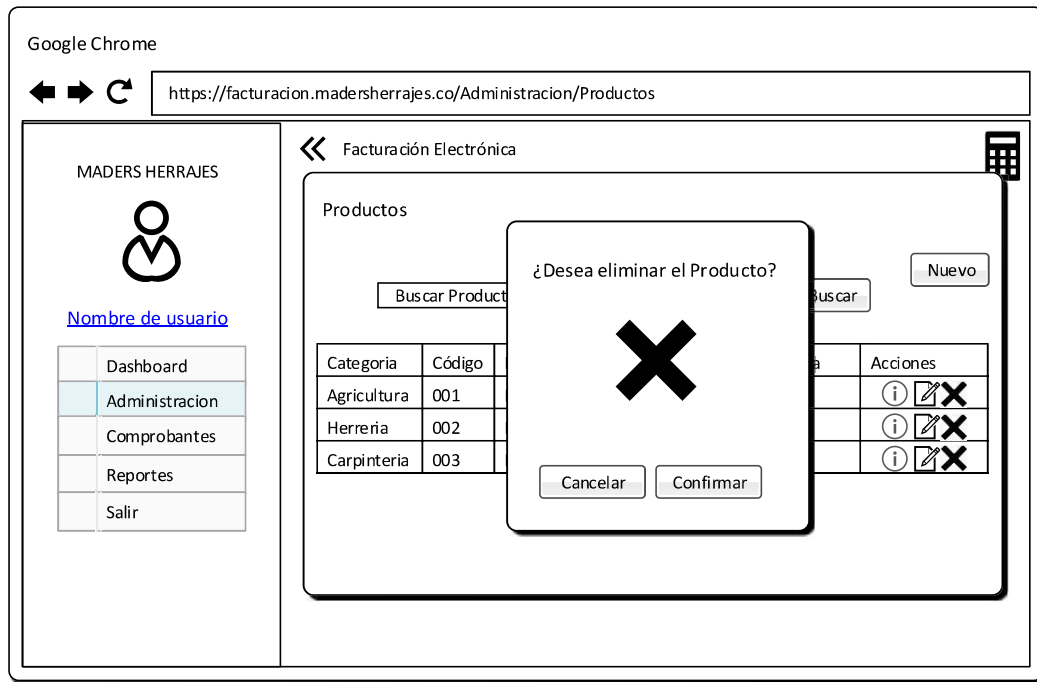 Google Chrome
https://facturacion.madersherrajes.co/Administracion/Productos
MADERS HERRAJES
Nombre de usuario
Dashboard
Administracion
Comprobantes
Reportes
Salir
Facturación Electrónica
Productos
Nuevo
Buscar
Categoria Código Acciones
Agricultura 001
Herreria 002
Carpinteria 003
¿Desea eliminar el Producto?
Cancelar Confirmar